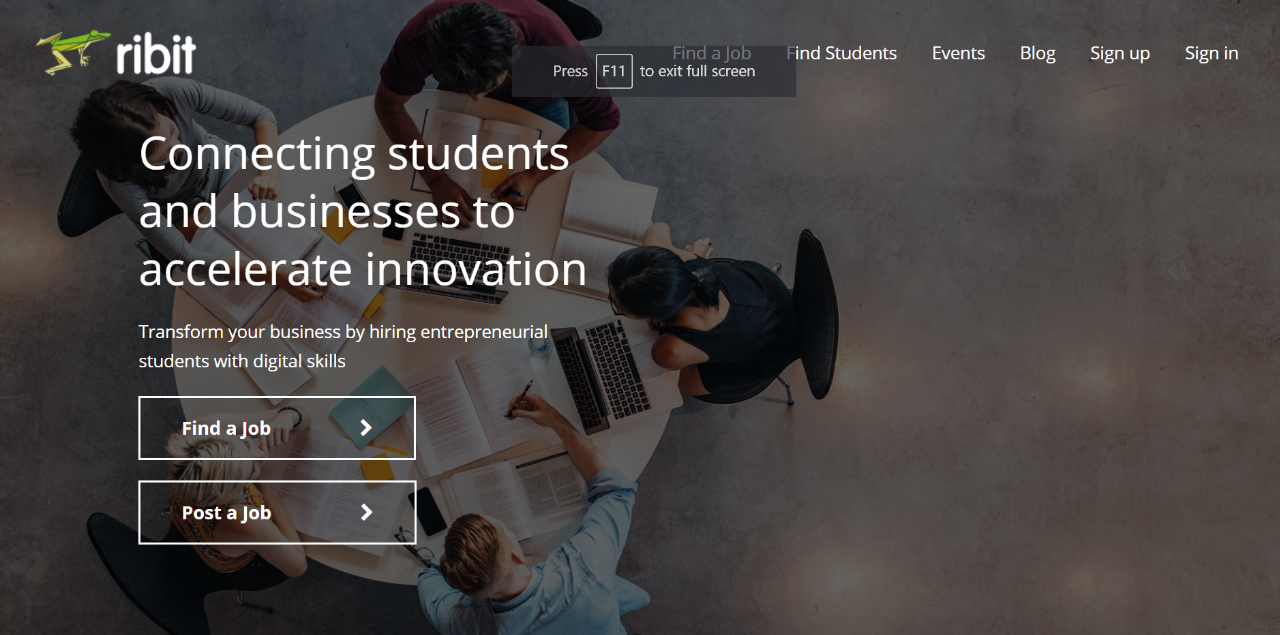 ribit
Find a Job Find Students Events Blog Sign up Sign in
Press F11 to exit full screen
Connecting students
and businesses to
accelerate innovation
Transform your business by hiring entrepreneurial
students with digital skills
Find a Job
Post a Job